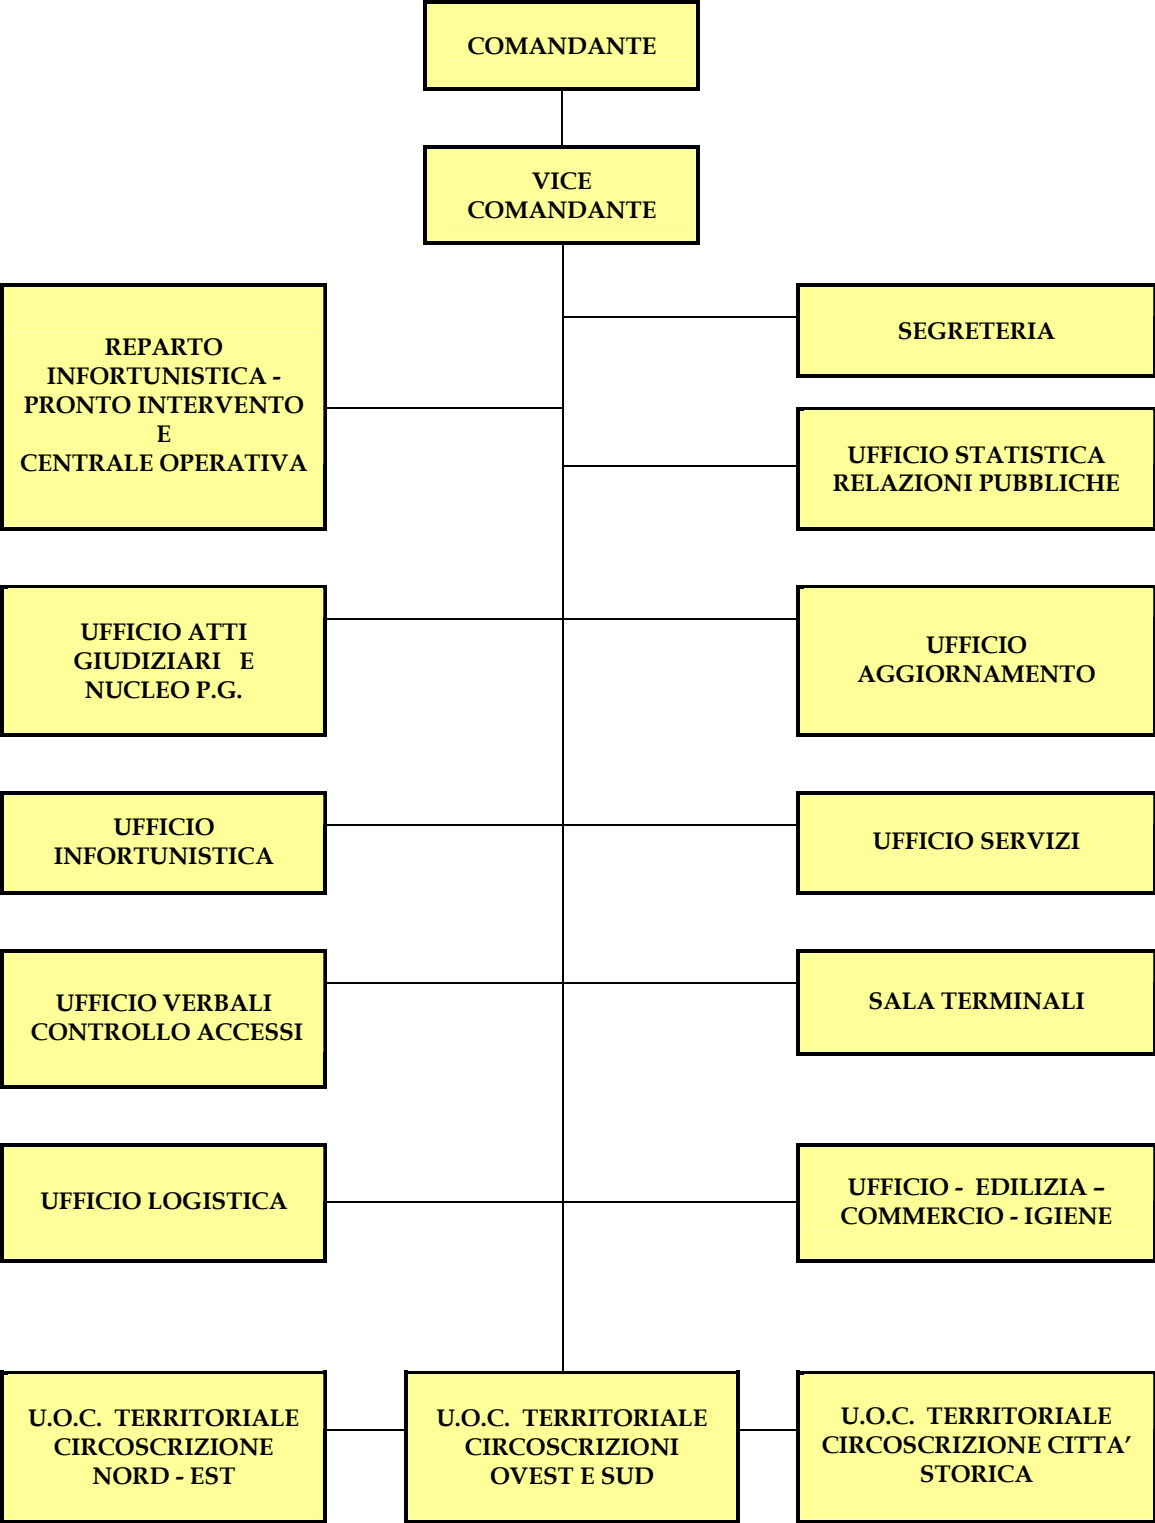 COMANDANTE
VICE
COMANDANTE
REPARTO
INFORTUNISTICA -
PRONTO INTERVENTO
E
CENTRALE OPERATIVA
SEGRETERIA
UFFICIO STATISTICA
RELAZIONI PUBBLICHE
UFFICIO ATTI
GIUDIZIARI E
NUCLEO P.G.
UFFICIO
AGGIORNAMENTO
UFFICIO
INFORTUNISTICA
UFFICIO SERVIZI
UFFICIO VERBALI
CONTROLLO ACCESSI
SALA TERMINALI
UFFICIO LOGISTICA
UFFICIO - EDILIZIA –
COMMERCIO - IGIENE
U.O.C. TERRITORIALE
CIRCOSCRIZIONE
NORD - EST
U.O.C. TERRITORIALE
CIRCOSCRIZIONI
OVEST E SUD
U.O.C. TERRITORIALE
CIRCOSCRIZIONE CITTA’
STORICA